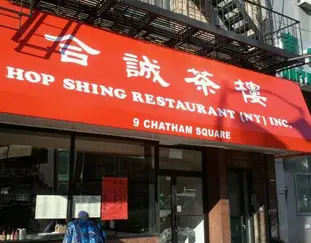 合誠茶樓
HOP SHING RESTAURANT (NY) INC.
9 CHATHAM SQUARE